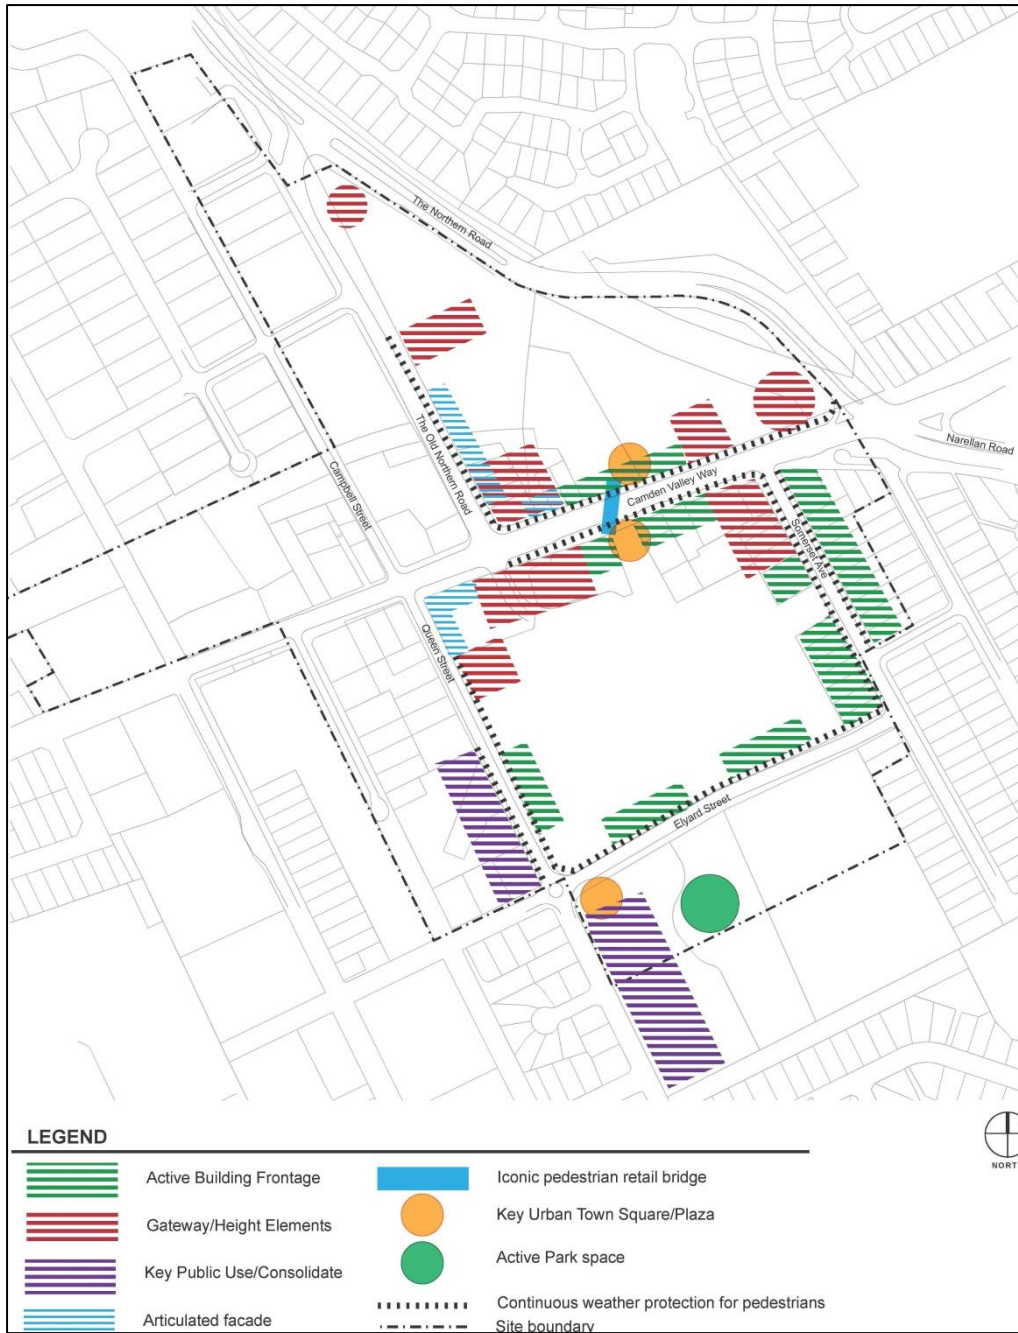 The Northern Road
The Old Northern Road
Campbell Street
Camden Valley Way
Narellan Road
Somerset Ave
Queen Street
Elyard Street
LEGEND
Active Building Frontage
Gateway/Height Elements
Key Public Use/Consolidate
Articulated facade
Iconic pedestrian retail bridge
Key Urban Town Square/Plaza
Active Park space
Continuous weather protection for pedestrians
Site boundary
NORT